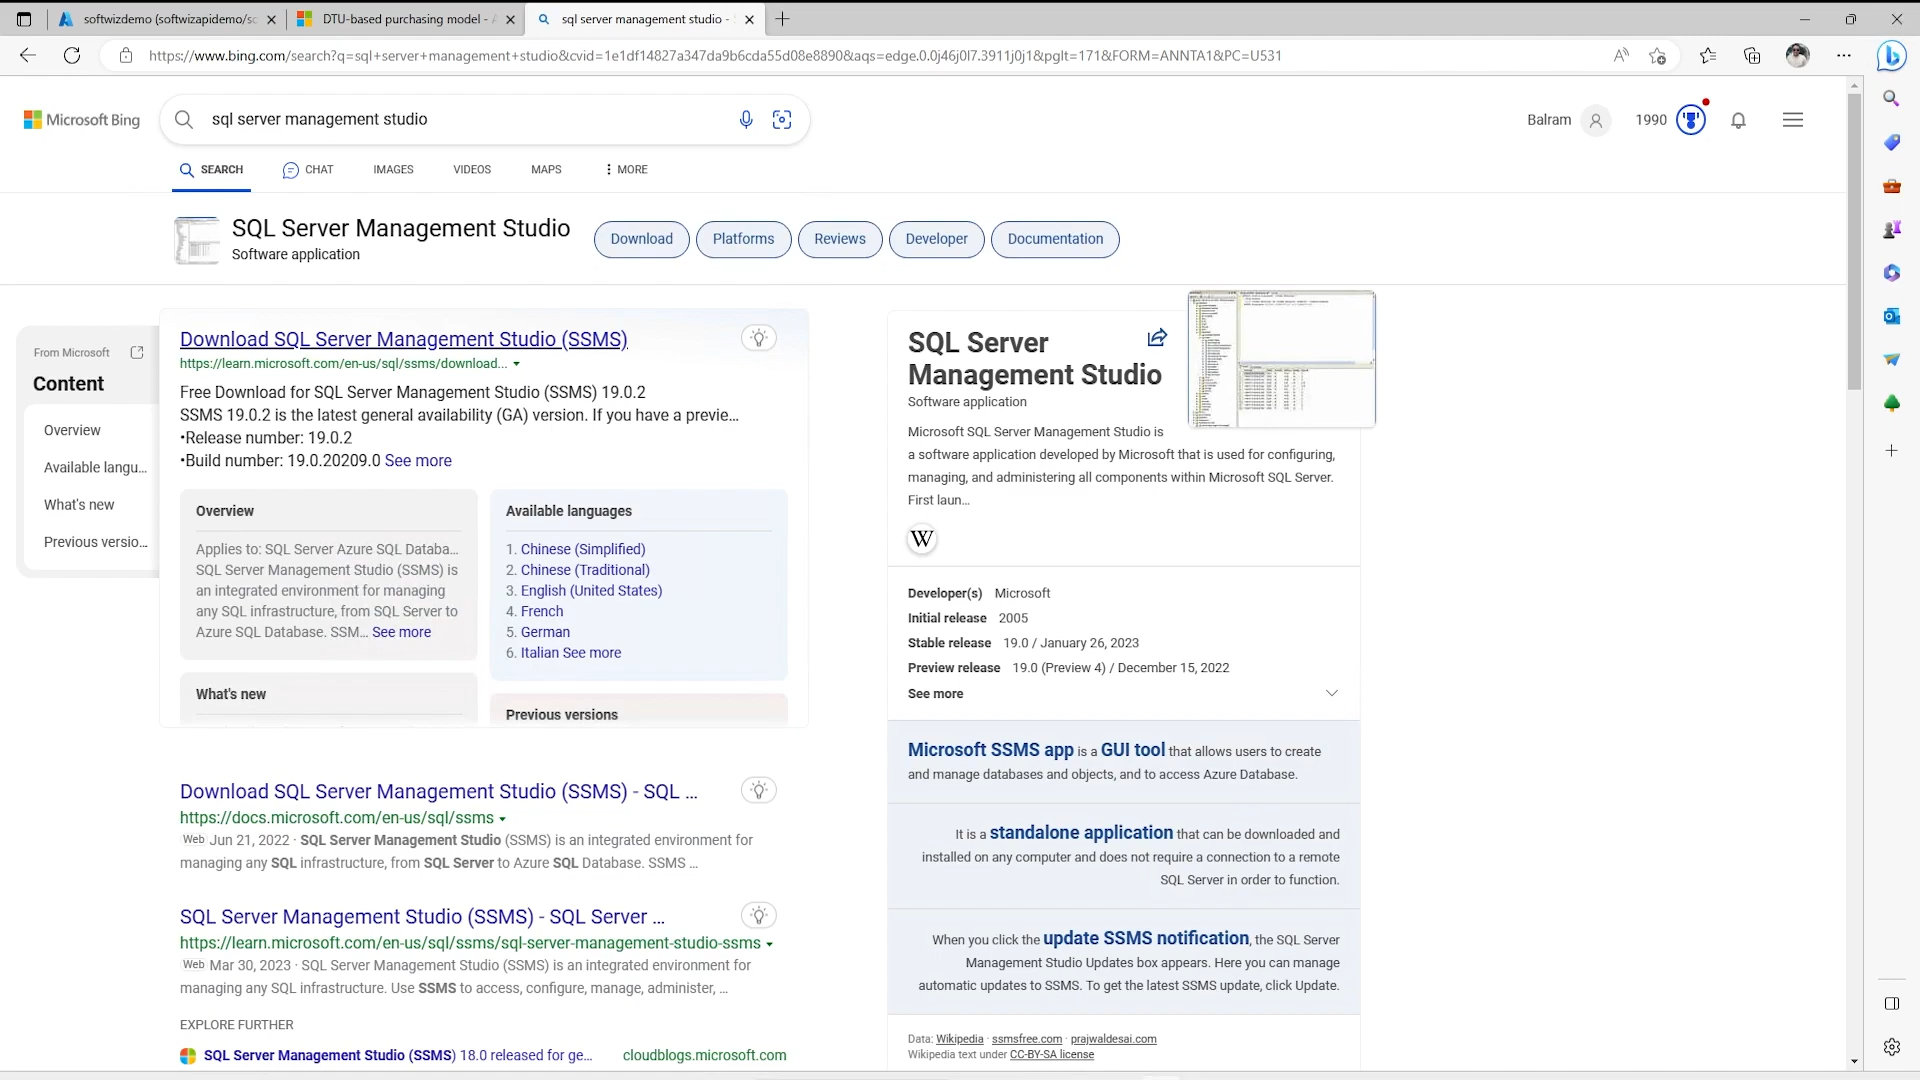 softwizdemo (softwizapidemo/sc
DTU-based purchasing model - A
sql server management studio - S
https://www.bing.com/search?q=sql+server+management+studio&cvid=1e1df14827a347da9b6cda55d08e8890&aqs=edge.0.0j46j0l7.3911j0j1&pglt=171&FORM=ANNTA1&PC=U531
Microsoft Bing
sql server management studio
Balram
1990
SEARCH
CHAT
IMAGES
VIDEOS
MAPS
MORE
SQL Server Management Studio
Software application
Download
Platforms
Reviews
Developer
Documentation
From Microsoft
Content
Overview
Available langu...
What's new
Previous versio...
Download SQL Server Management Studio (SSMS)
https://learn.microsoft.com/en-us/sql/ssms/download...
Free Download for SQL Server Management Studio (SSMS) 19.0.2
SSMS 19.0.2 is the latest general availability (GA) version. If you have a previe...
•Release number: 19.0.2
•Build number: 19.0.20209.0 See more
Overview
Applies to: SQL Server Azure SQL Databa...
SQL Server Management Studio (SSMS) is
an integrated environment for managing
any SQL infrastructure, from SQL Server to
Azure SQL Database. SSM... See more
Available languages
1. Chinese (Simplified)
2. Chinese (Traditional)
3. English (United States)
4. French
5. German
6. Italian See more
What's new
Previous versions
Download SQL Server Management Studio (SSMS) - SQL ...
https://docs.microsoft.com/en-us/sql/ssms
Web Jun 21, 2022 · SQL Server Management Studio (SSMS) is an integrated environment for
managing any SQL infrastructure, from SQL Server to Azure SQL Database. SSMS ...
SQL Server Management Studio (SSMS) - SQL Server ...
https://learn.microsoft.com/en-us/sql/ssms/sql-server-management-studio-ssms
Web Mar 30, 2023 · SQL Server Management Studio (SSMS) is an integrated environment for
managing any SQL infrastructure. Use SSMS to access, configure, manage, administer, ...
EXPLORE FURTHER
SQL Server Management Studio (SSMS) 18.0 released for ge...
cloudblogs.microsoft.com
SQL Server
Management Studio
Software application
Microsoft SQL Server Management Studio is
a software application developed by Microsoft that is used for configuring,
managing, and administering all components within Microsoft SQL Server.
First laun...
W
Developer(s) Microsoft
Initial release 2005
Stable release 19.0 / January 26, 2023
Preview release 19.0 (Preview 4) / December 15, 2022
See more
Microsoft SSMS app is a GUI tool that allows users to create
and manage databases and objects, and to access Azure Database.
It is a standalone application that can be downloaded and
installed on any computer and does not require a connection to a remote
SQL Server in order to function.
When you click the update SSMS notification, the SQL Server
Management Studio Updates box appears. Here you can manage
automatic updates to SSMS. To get the latest SSMS update, click Update.
Data: Wikipedia · ssmsfree.com · prajwaldesai.com
Wikipedia text under CC-BY-SA license